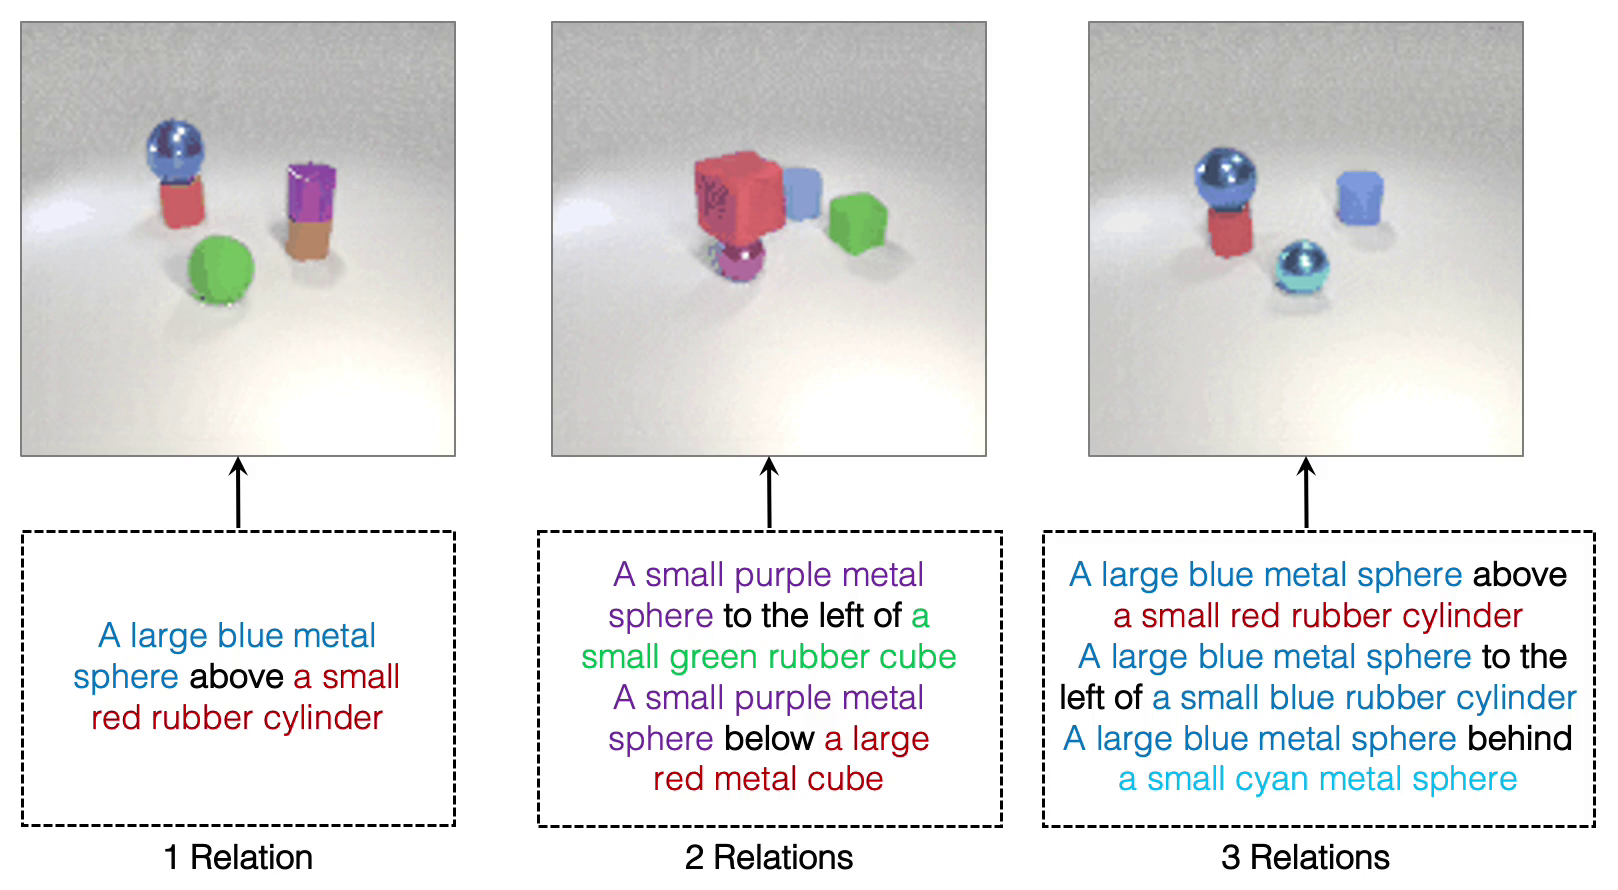 A large blue metal
sphere above a small
red rubber cylinder
1 Relation
A small purple metal
sphere to the left of a
small green rubber cube
A small purple metal
sphere below a large
red metal cube
2 Relations
A large blue metal sphere above
a small red rubber cylinder
A large blue metal sphere to the
left of a small blue rubber cylinder
A large blue metal sphere behind
a small cyan metal sphere
3 Relations